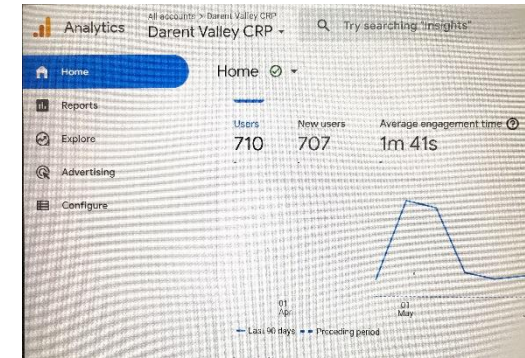 Analytics
All accounts > Darent Valley CRP
Darent Valley CRP
Try searching "insights"
Home
Home
Reports
Explore
Advertising
Configure
Users
New users
Average engagement time
710
707
1m 41s
01
Apr
01
May
Last 90 days
Preceding period